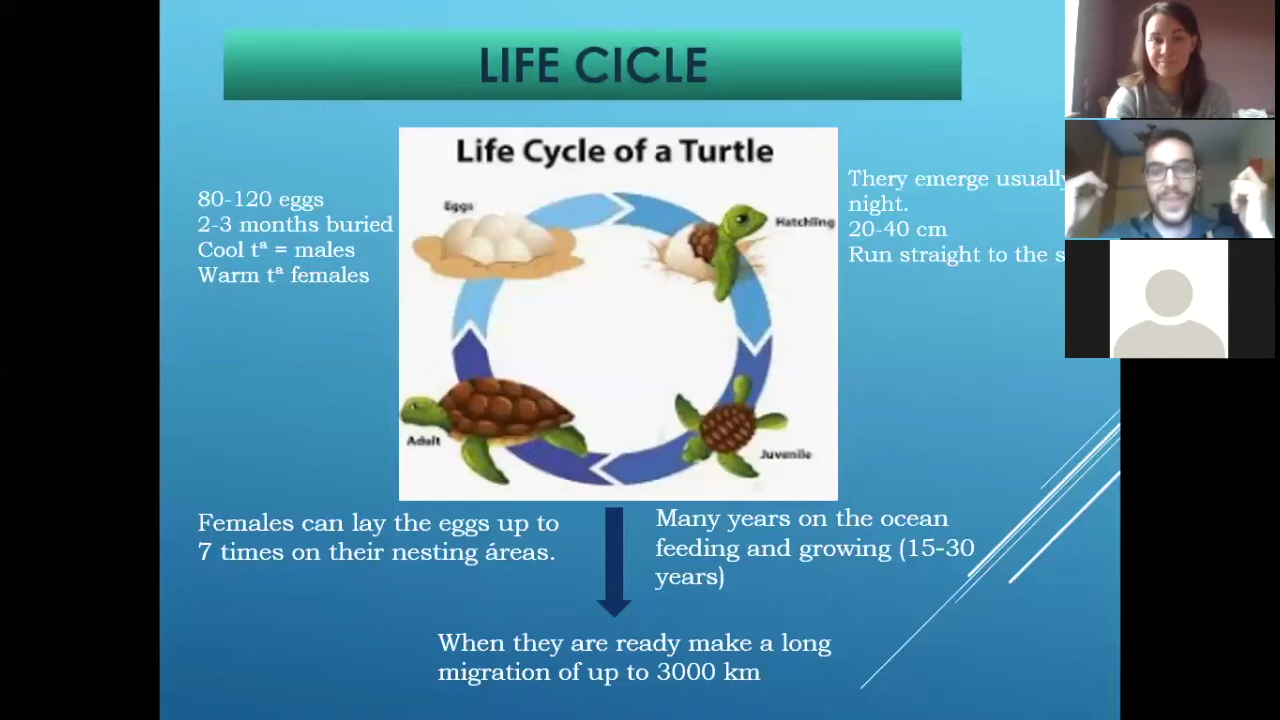 LIFE CICLE
Life Cycle of a Turtle
Eggs
Hatchling
Adult
Juvenile
80-120 eggs
2-3 months buried
Cool tª = males
Warm tª females
Thery emerge usually
night.
20-40 cm
Run straight to the
Females can lay the eggs up to
7 times on their nesting áreas.
Many years on the ocean
feeding and growing (15-30
years)
When they are ready make a long
migration of up to 3000 km